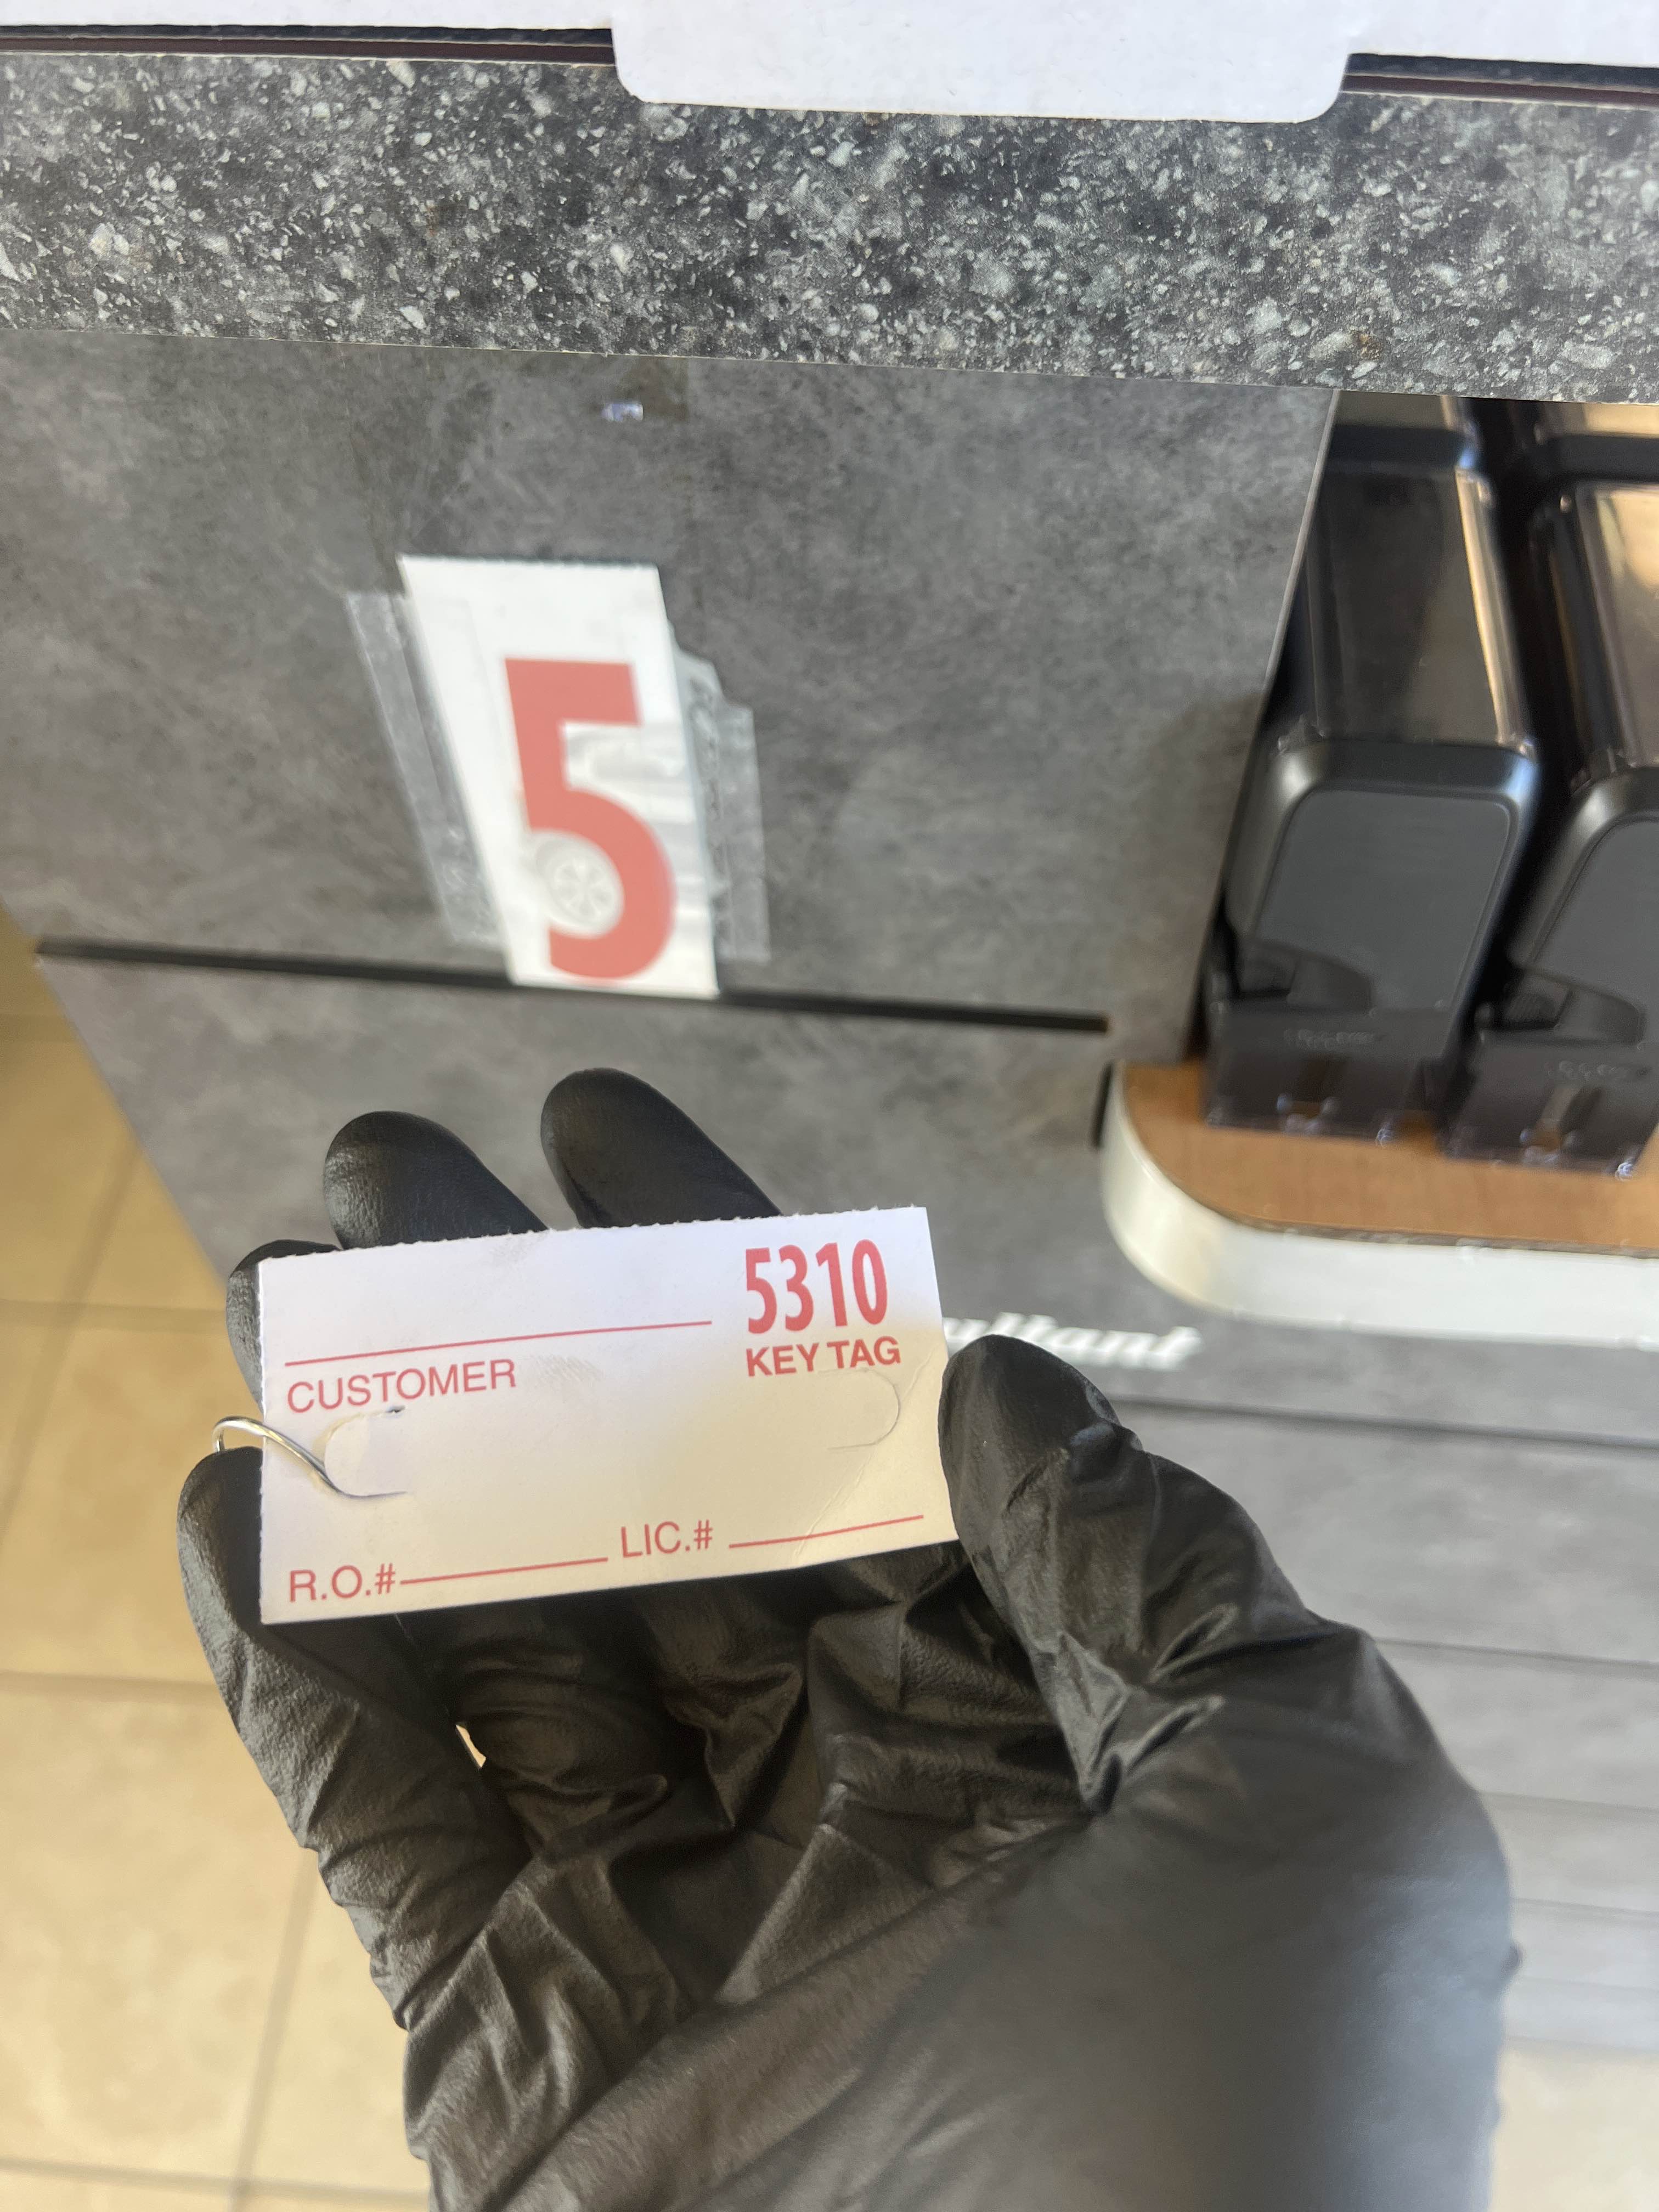 5
5310
KEY TAG
CUSTOMER
LIC.#
R.O.#